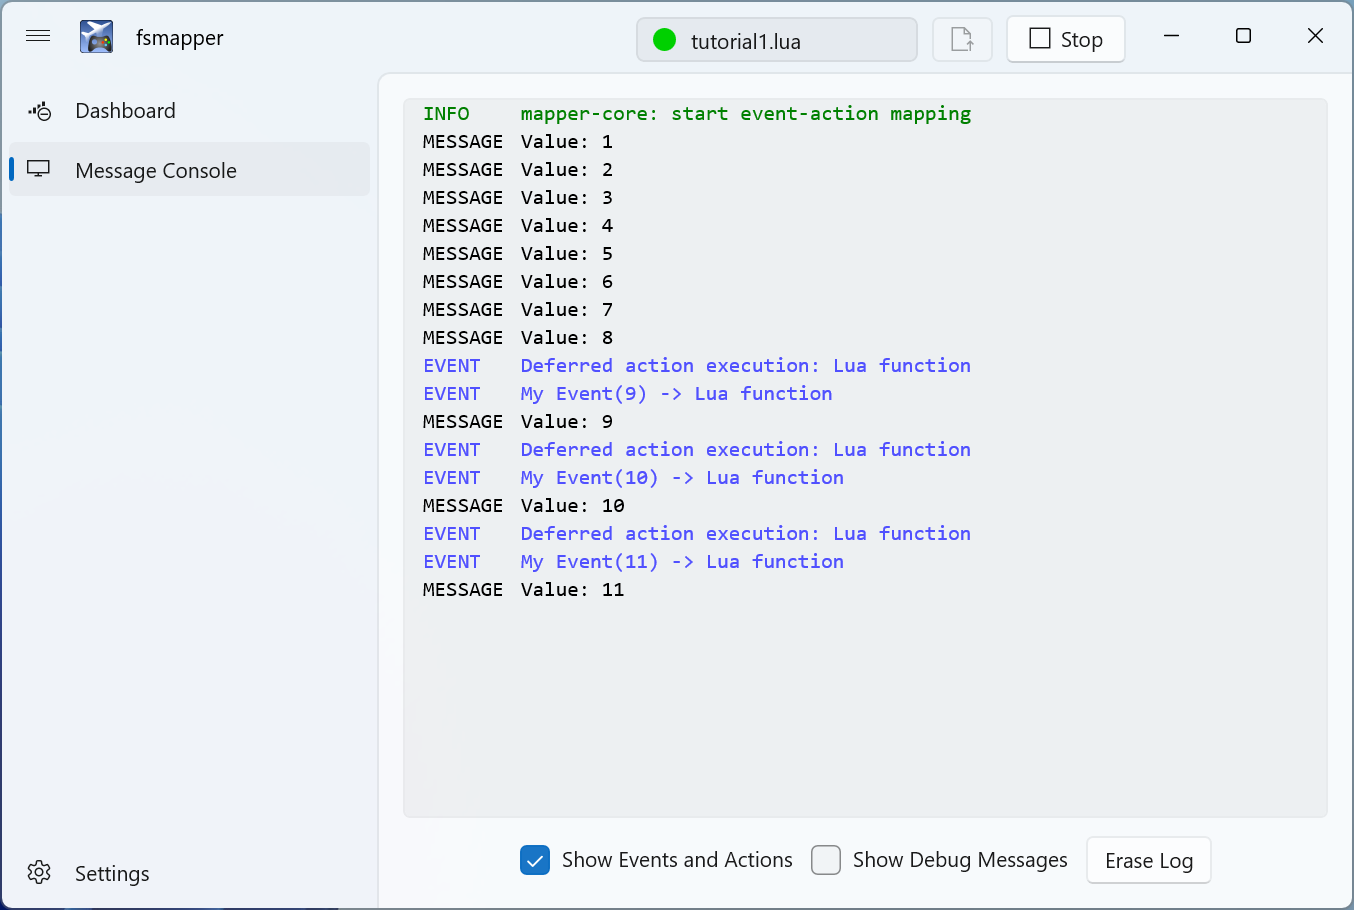 fsmapper
tutorial1.lua
Stop
Dashboard
Message Console
Settings
INFO mapper-core: start event-action mapping
MESSAGE Value: 1
MESSAGE Value: 2
MESSAGE Value: 3
MESSAGE Value: 4
MESSAGE Value: 5
MESSAGE Value: 6
MESSAGE Value: 7
MESSAGE Value: 8
EVENT Deferred action execution: Lua function
EVENT My Event(9) -> Lua function
MESSAGE Value: 9
EVENT Deferred action execution: Lua function
EVENT My Event(10) -> Lua function
MESSAGE Value: 10
EVENT Deferred action execution: Lua function
EVENT My Event(11) -> Lua function
MESSAGE Value: 11
Show Events and Actions
Show Debug Messages
Erase Log